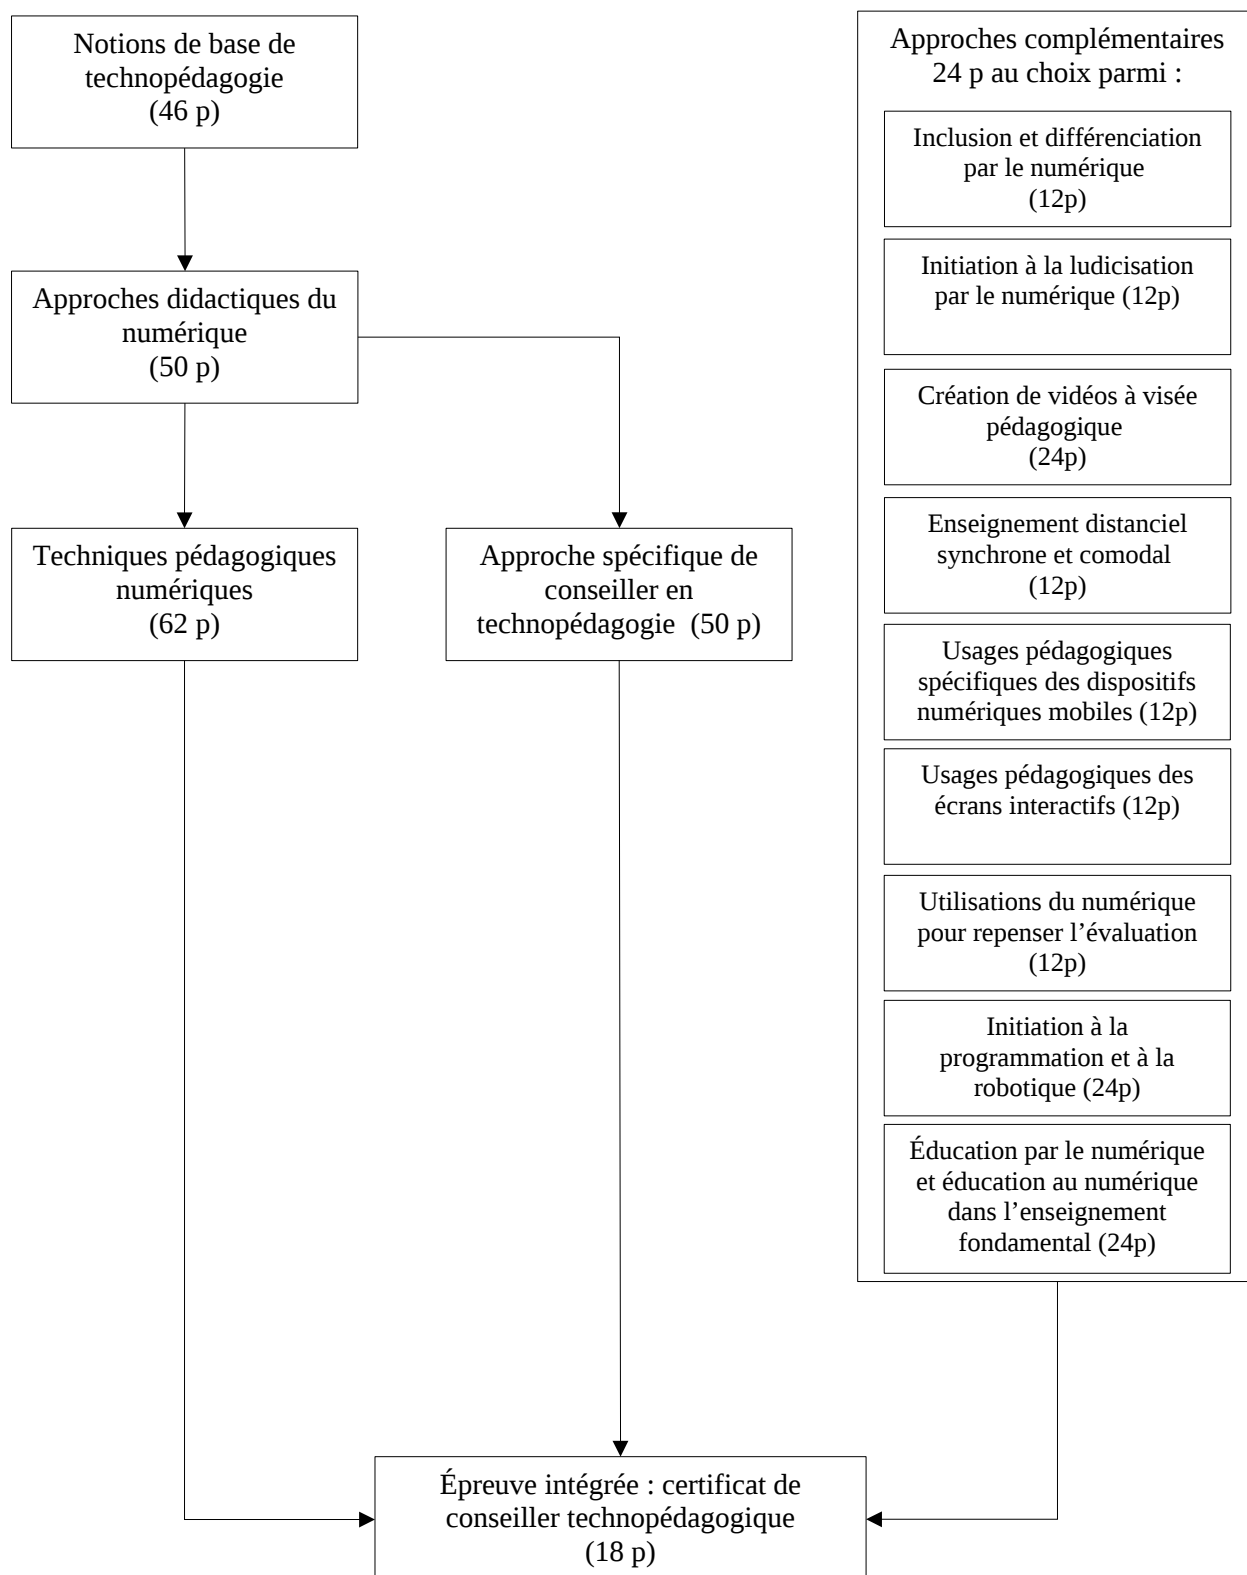 Notions de base de
technopédagogie
(46 p)
Approches didactiques du
numérique
(50 p)
Techniques pédagogiques
numériques
(62 p)
Approche spécifique de
conseiller en
technopédagogie (50 p)
Approches complémentaires
24 p au choix parmi :
Inclusion et différenciation
par le numérique
(12p)
Initiation à la ludicisation
par le numérique (12p)
Création de vidéos à visée
pédagogique
(24p)
Enseignement distanciel
synchrone et comodal
(12p)
Usages pédagogiques
spécifiques des dispositifs
numériques mobiles (12p)
Usages pédagogiques des
écrans interactifs (12p)
Utilisations du numérique
pour repenser l’évaluation
(12p)
Initiation à la
programmation et à la
robotique (24p)
Éducation par le numérique
et éducation au numérique
dans l’enseignement
fondamental (24p)
Épreuve intégrée : certificat de
conseiller technopédagogique
(18 p)